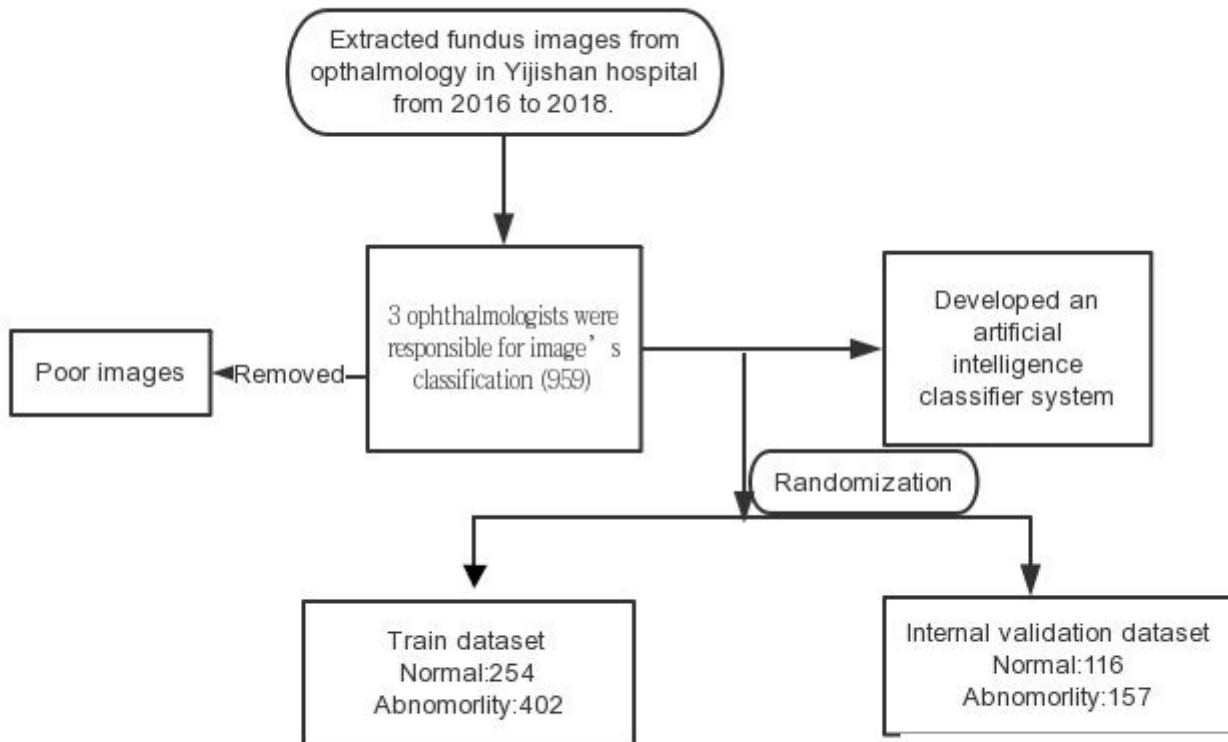 Extracted fundus images from
opthalmology in Yijishan hospital
from 2016 to 2018.
3 ophthalmologists were
responsible for image’ s
classification (959)
Poor images
Removed
Developed an
artificial
intelligence
classifier system
Randomization
Train dataset
Normal:254
Abnomorlity:402
Internal validation dataset
Normal:116
Abnomorlity:157